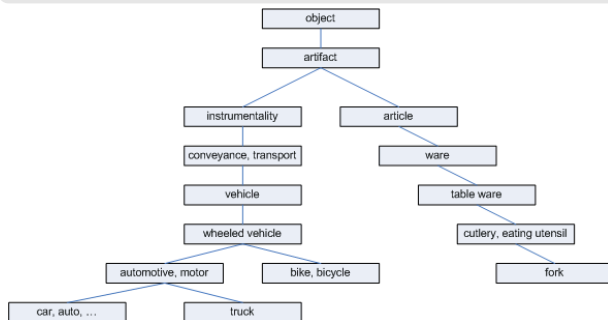 object
artifact
instrumentality
article
conveyance, transport
ware
vehicle
table ware
wheeled vehicle
cutlery, eating utensil
automotive, motor
bike, bicycle
fork
car, auto, …
truck